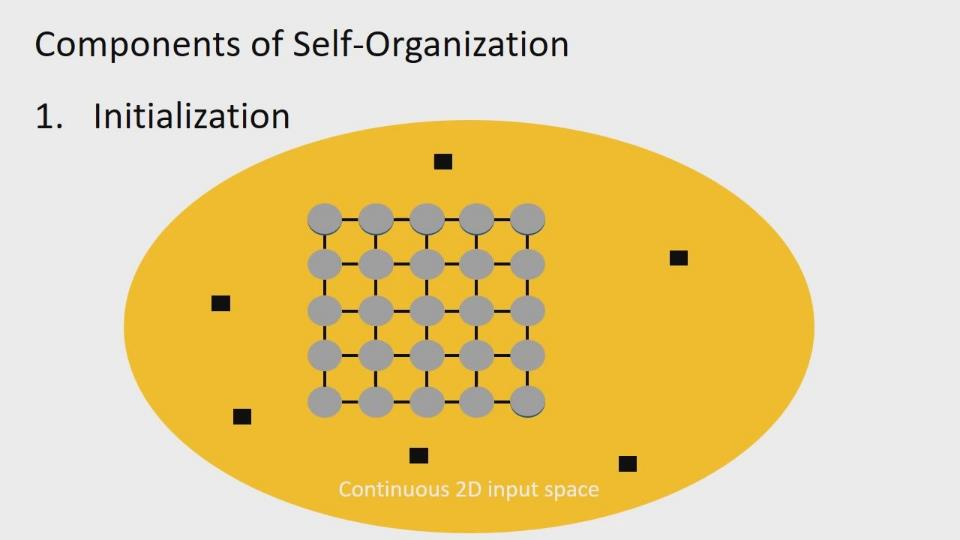 Components of Self-Organization
1. Initialization
Continuous 2D input space